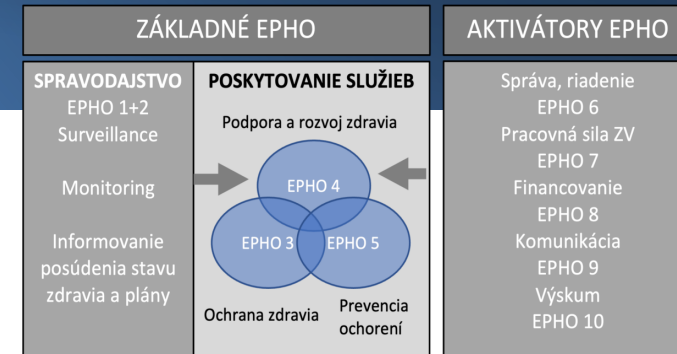 ZÁKLADNÉ EPHO
AKTIVÁTORY EPHO
SPRAVODAJSTVO
EPHO 1+2
Surveillance
Monitoring
Informovanie
posúdenia stavu
zdravia a plány
POSKYTOVANIE SLUŽIEB
Podpora a rozvoj zdravia
EPHO 4
EPHO 3
EPHO 5
Ochrana zdravia
Prevencia
ochorení
Správa, riadenie
EPHO 6
Pracovná sila ZV
EPHO 7
Financovanie
EPHO 8
Komunikácia
EPHO 9
Výskum
EPHO 10